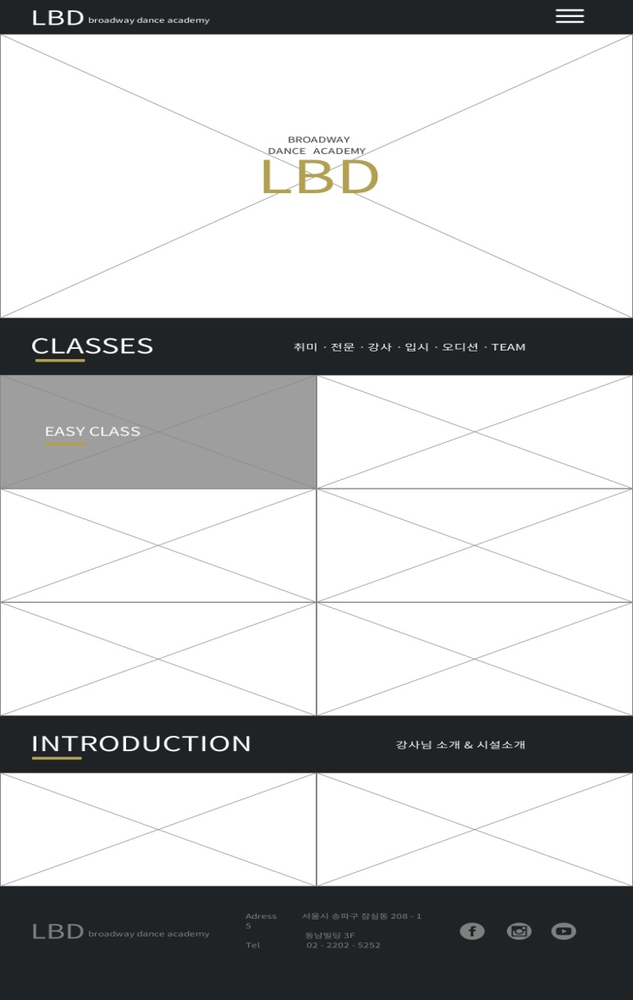 LBD broadway dance academy
BROADWAY
DANCE ACADEMY
LBD
CLASSES
취미 · 전문 · 강사 · 입시 · 오디션 · TEAM
EASY CLASS
INTRODUCTION
강사님 소개 & 시설소개
Adress 서울시 송파구 잠실동 208 - 1
5
LBD broadway dance academy
동남빌딩 3F
Tel 02 - 2202 - 5252